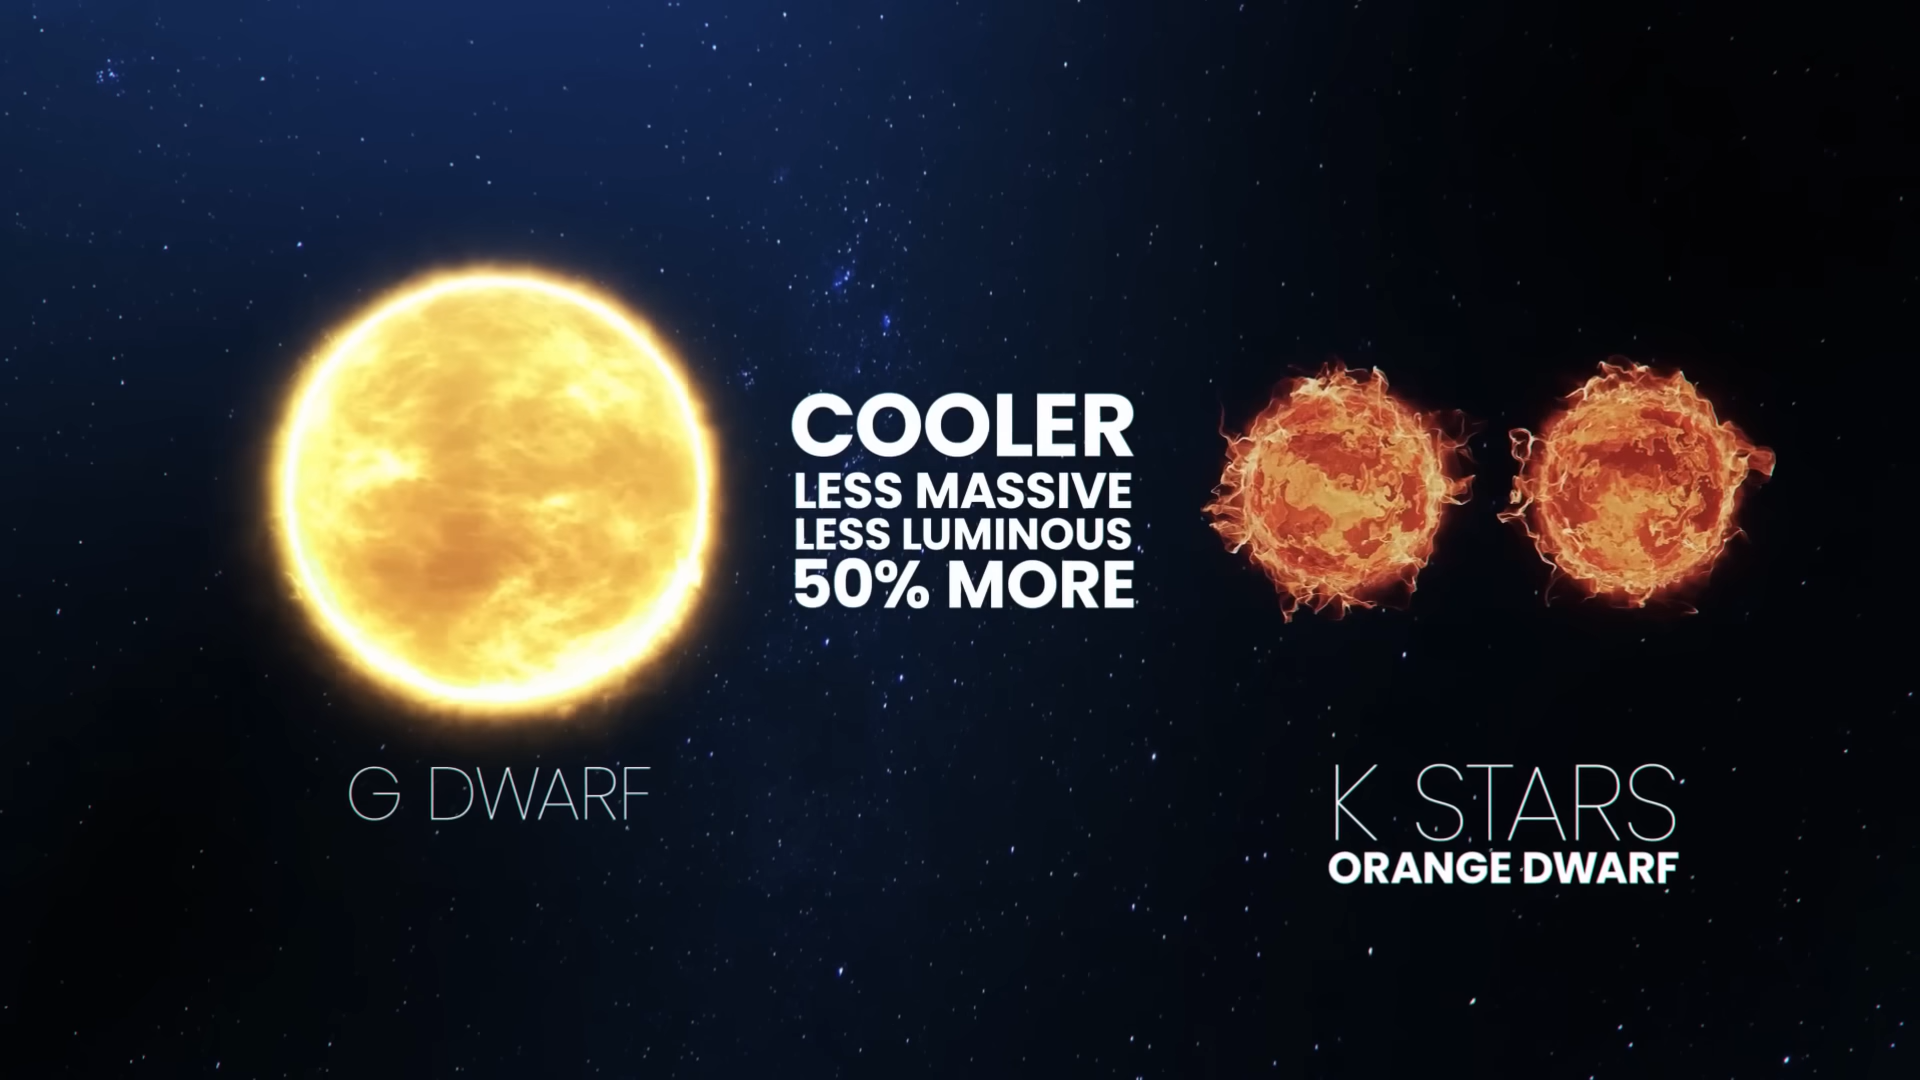 COOLER
LESS MASSIVE
LESS LUMINOUS
50% MORE
G DWARF
K STARS
ORANGE DWARF